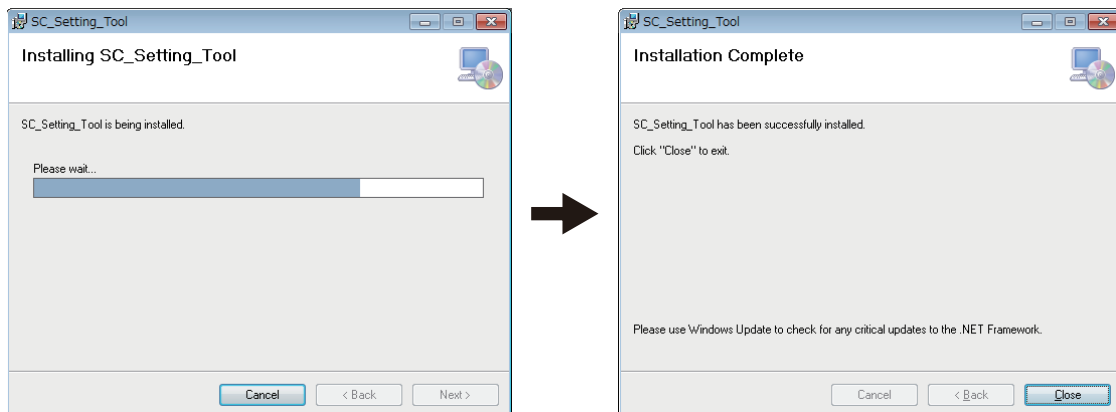 SC_Setting_Tool
Installing SC_Setting_Tool
SC_Setting_Tool is being installed.
Please wait...
Cancel
< Back
Next >
SC_Setting_Tool
Installation Complete
SC_Setting_Tool has been successfully installed.
Click "Close" to exit.
Please use Windows Update to check for any critical updates to the .NET Framework.
Cancel
< Back
Close